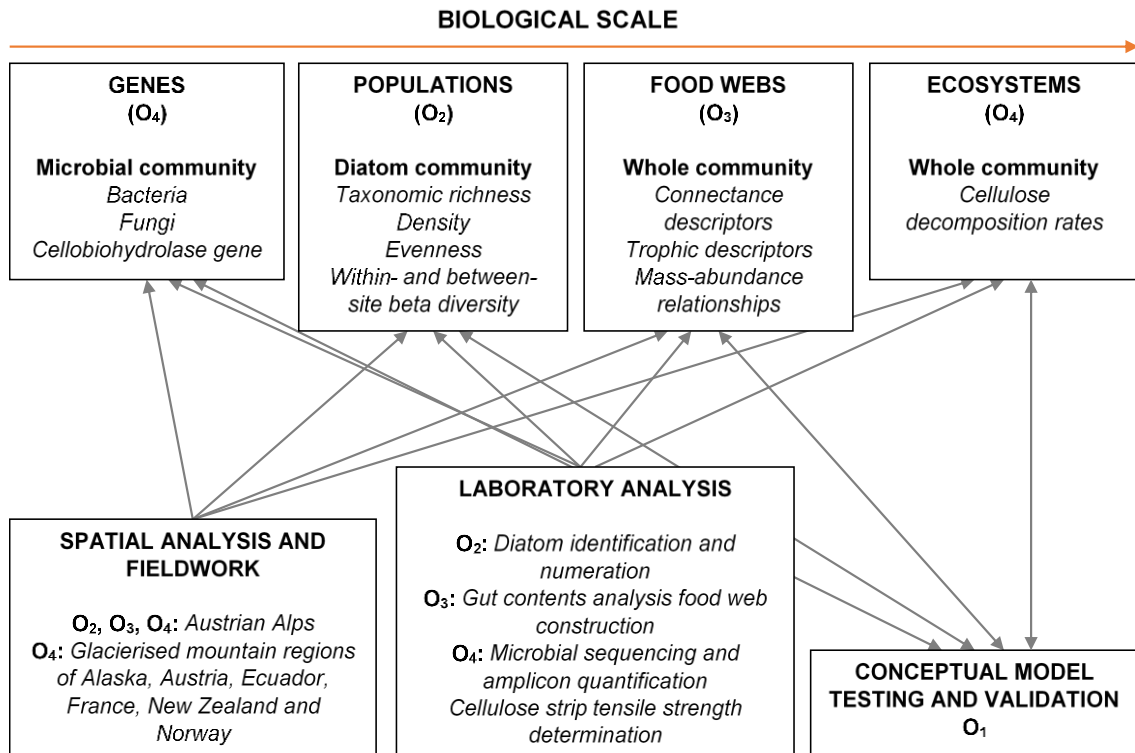 BIOLOGICAL SCALE
GENES
(O₄)
Microbial community
Bacteria
Fungi
Cellobiohydrolase gene
POPULATIONS
(O₂)
Diatom community
Taxonomic richness
Density
Evenness
Within- and between-
site beta diversity
FOOD WEBS
(O₃)
Whole community
Connectance
descriptors
Trophic descriptors
Mass-abundance
relationships
ECOSYSTEMS
(O₄)
Whole community
Cellulose
decomposition rates
SPATIAL ANALYSIS AND
FIELDWORK
O₂, O₃, O₄: Austrian Alps
O₄: Glacierised mountain regions
of Alaska, Austria, Ecuador,
France, New Zealand and
Norway
LABORATORY ANALYSIS
O₂: Diatom identification and
numeration
O₃: Gut contents analysis food web
construction
O₄: Microbial sequencing and
amplicon quantification
Cellulose strip tensile strength
determination
CONCEPTUAL MODEL
TESTING AND VALIDATION
O₁